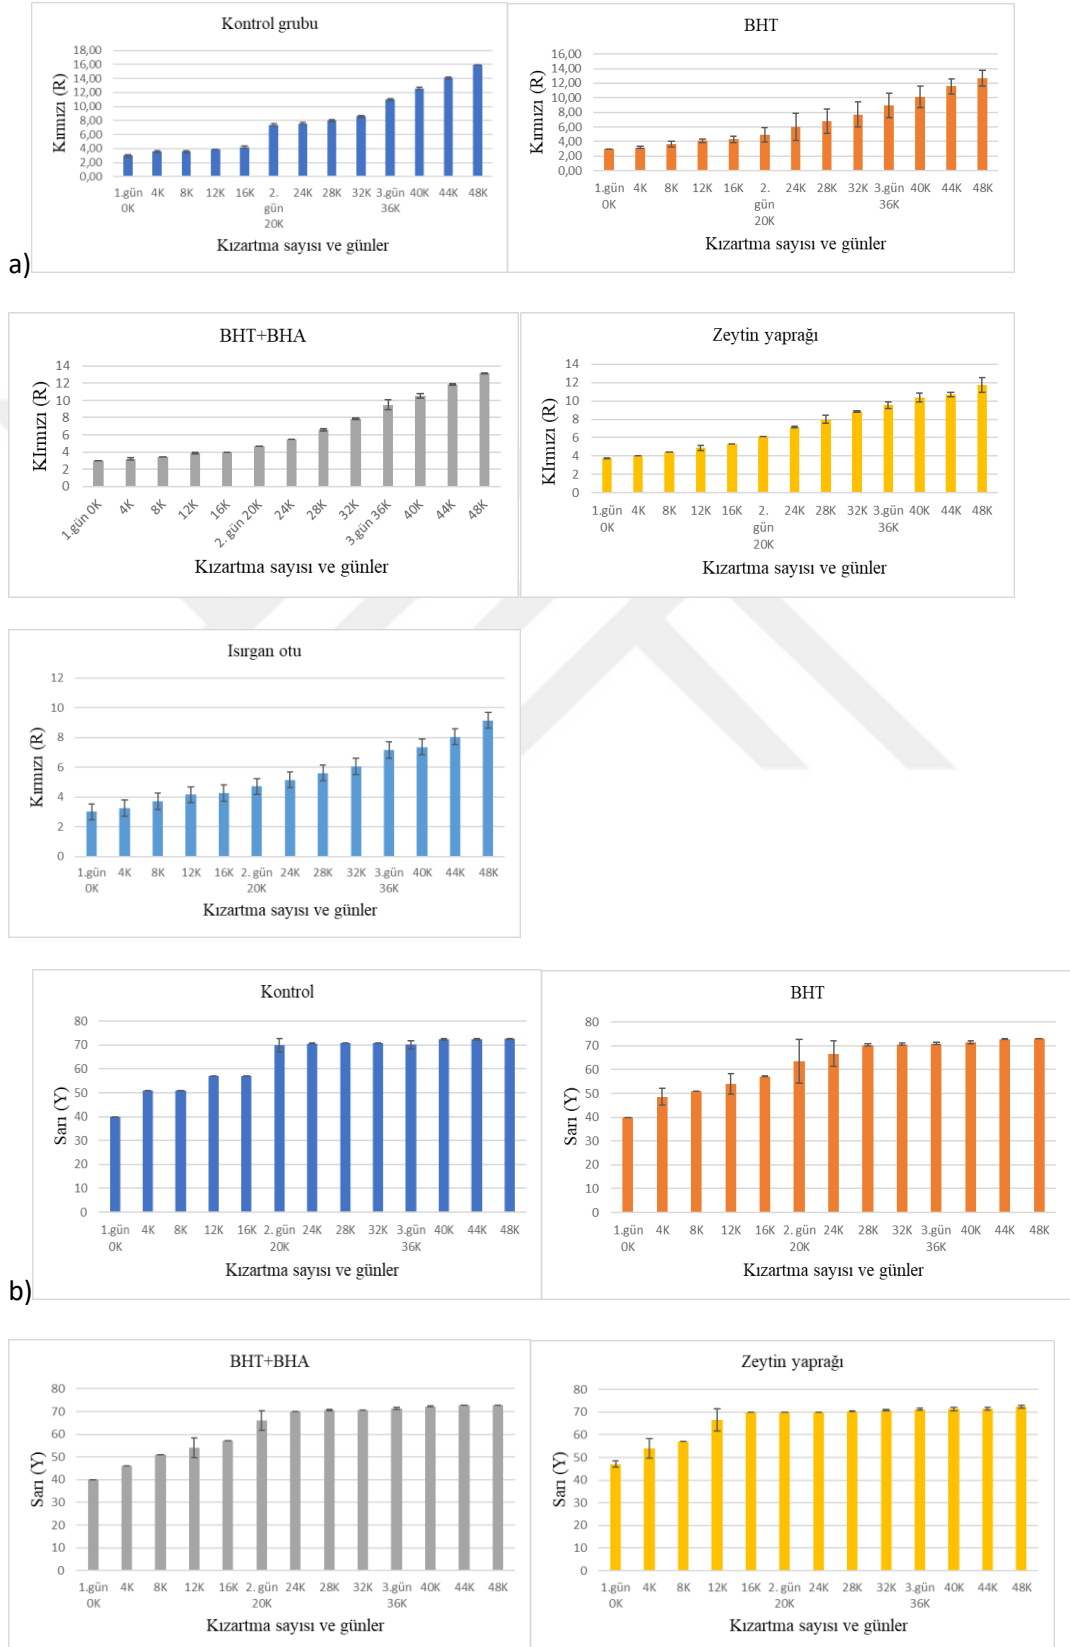 Kontrol grubu
Kırmızı (R)
18,00
16,00
14,00
12,00
10,00
8,00
6,00
4,00
2,00
0,00
1.gün 4K 8K 12K 16K 2. 24K 28K 32K 3.gün 40K 44K 48K
0K gün 36K
20K
Kızartma sayısı ve günler
a)
BHT
Kırmızı (R)
16,00
14,00
12,00
10,00
8,00
6,00
4,00
2,00
0,00
1.gün 4K 8K 12K 16K 2. 24K 28K 32K 3.gün 40K 44K 48K
0K gün 36K
20K
Kızartma sayısı ve günler
BHT+BHA
KIrmızı (R)
14
12
10
8
6
4
2
0
1.gün 0K 4K 8K 12K 16K 2. gün 20K 24K 28K 32K 3.gün 36K 40K 44K 48K
Kızartma sayısı ve günler
Zeytin yaprağı
KIrmızı (R)
14
12
10
8
6
4
2
0
1.gün 4K 8K 12K 16K 2. 24K 28K 32K 3.gün 40K 44K 48K
0K gün 36K
20K
Kızartma sayısı ve günler
Isırgan otu
Kırmızı (R)
12
10
8
6
4
2
0
1.gün 4K 8K 12K 16K 2. gün 24K 28K 32K 3.gün 40K 44K 48K
0K 20K 36K
Kızartma sayısı ve günler
Kontrol
Sarı (Y)
80
70
60
50
40
30
20
10
0
1.gün 4K 8K 12K 16K 2. gün 24K 28K 32K 3.gün 40K 44K 48K
0K 20K 36K
Kızartma sayısı ve günler
b)
BHT
Sarı (Y)
80
70
60
50
40
30
20
10
0
1.gün 4K 8K 12K 16K 2. gün 24K 28K 32K 3.gün 40K 44K 48K
0K 20K 36K
Kızartma sayısı ve günler
BHT+BHA
Sarı (Y)
80
70
60
50
40
30
20
10
0
1.gün 4K 8K 12K 16K 2. gün 24K 28K 32K 3.gün 40K 44K 48K
0K 20K 36K
Kızartma sayısı ve günler
Zeytin yaprağı
Sarı (Y)
80
70
60
50
40
30
20
10
0
1.gün 4K 8K 12K 16K 2. gün 24K 28K 32K 3.gün 40K 44K 48K
0K 20K 36K
Kızartma sayısı ve günler